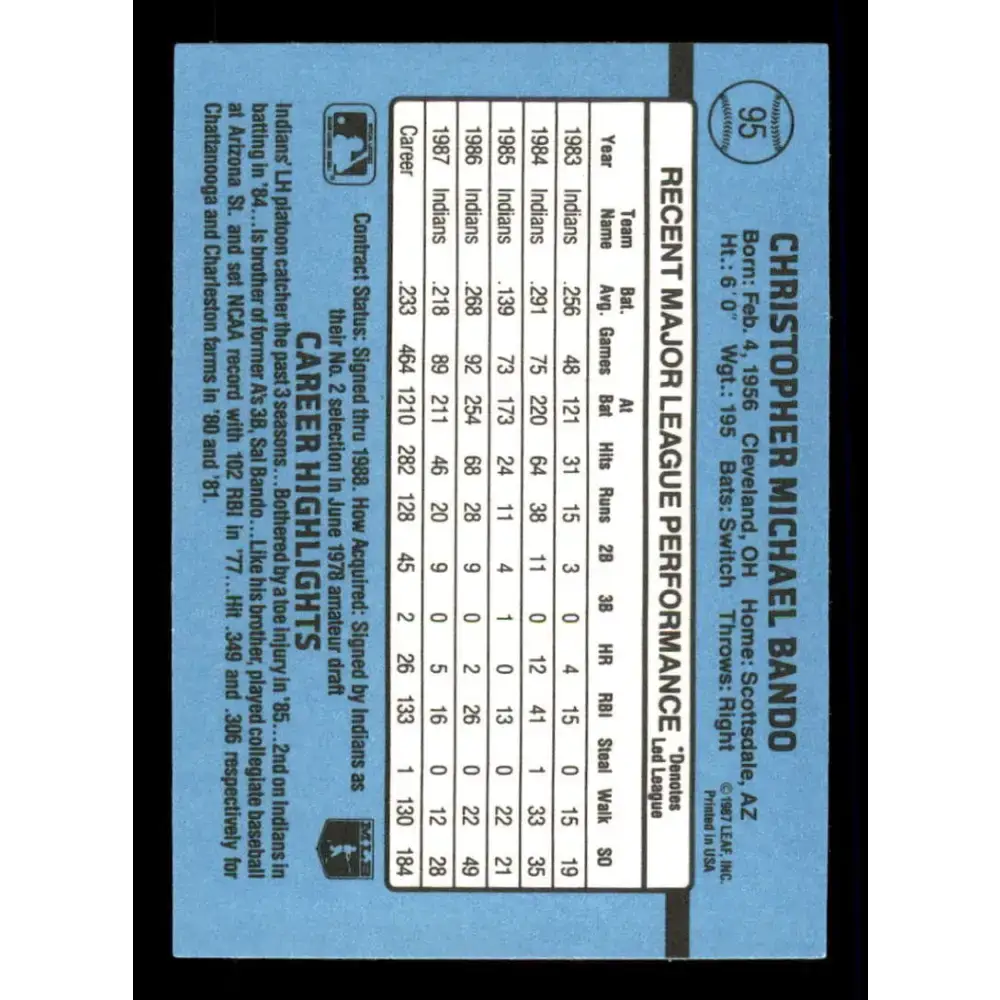 95
CHRISTOPHER MICHAEL BANDO
Born: Feb. 4, 1956 Cleveland, OH Home: Scottsdale, AZ
Ht.: 6'0" Wgt.: 195 Bats: Switch Throws: Right
© 1987 LEAF, INC.
Printed in USA
RECENT MAJOR LEAGUE PERFORMANCE
*Denotes
Led League
Year Team Name Bat. Avg. Games At Bat Hits Runs 2B 3B HR RBI Steal Walk SO
1983 Indians .256 48 121 31 15 3 0 4 15 0 15 19
1984 Indians .291 75 220 64 38 11 0 12 41 1 33 35
1985 Indians .139 73 173 24 11 4 1 0 13 0 22 21
1986 Indians .268 92 254 68 28 9 0 2 26 0 22 49
1987 Indians .218 89 211 46 20 9 0 5 16 0 12 28
Career .233 464 1210 282 128 45 2 26 133 1 130 184
Contract Status: Signed thru 1988. How Acquired: Signed by Indians as
their No. 2 selection in June 1978 amateur draft
MLB
CAREER HIGHLIGHTS
Indians' LH platoon catcher the past 3 seasons...Bothered by a toe injury in '85...2nd on Indians in
batting in '84...Is brother of former A's 3B, Sal Bando...Like his brother, played collegiate baseball
at Arizona St. and set NCAA record with 102 RBI in '77...Hit .349 and .306 respectively for
Chattanooga and Charleston farms in '80 and '81.